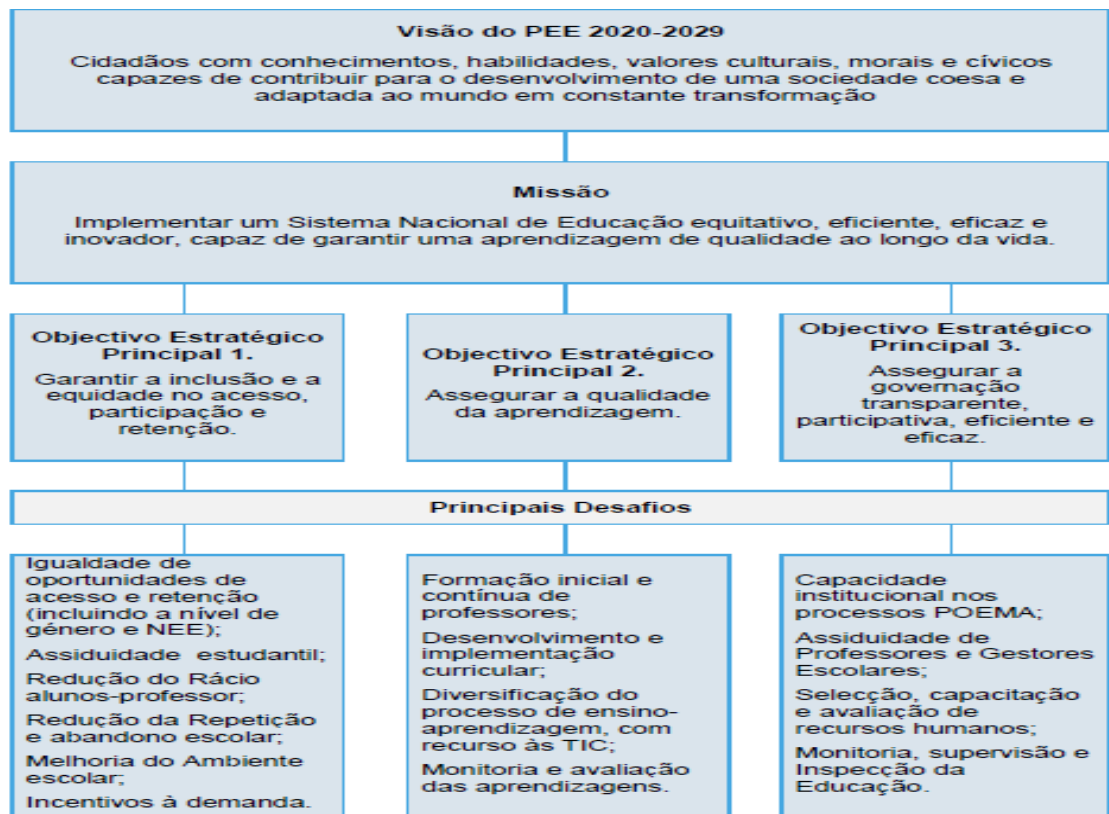 Visão do PEE 2020-2029
Cidadãos com conhecimentos, habilidades, valores culturais, morais e cívicos
capazes de contribuir para o desenvolvimento de uma sociedade coesa e
adaptada ao mundo em constante transformação
Missão
Implementar um Sistema Nacional de Educação equitativo, eficiente, eficaz e
inovador, capaz de garantir uma aprendizagem de qualidade ao longo da vida.
Objectivo Estratégico
Principal 1.
Garantir a inclusão e a
equidade no acesso,
participação e
retenção.
Objectivo Estratégico
Principal 2.
Assegurar a qualidade
da aprendizagem.
Objectivo Estratégico
Principal 3.
Assegurar a
governação
transparente,
participativa, eficiente e
eficaz.
Principais Desafios
Igualdade de
oportunidades de
acesso e retenção
(incluindo a nível de
género e NEE);
Assiduidade estudantil;
Redução do Rácio
alunos-professor;
Redução da Repetição
e abandono escolar;
Melhoria do Ambiente
escolar;
Incentivos à demanda.
Formação inicial e
contínua de
professores;
Desenvolvimento e
implementação
curricular;
Diversificação do
processo de ensino-
aprendizagem, com
recurso às TIC;
Monitoria e avaliação
das aprendizagens.
Capacidade
institucional nos
processos POEMA;
Assiduidade de
Professores e Gestores
Escolares;
Selecção, capacitação
e avaliação de
recursos humanos;
Monitoria, supervisão e
Inspecção da
Educação.